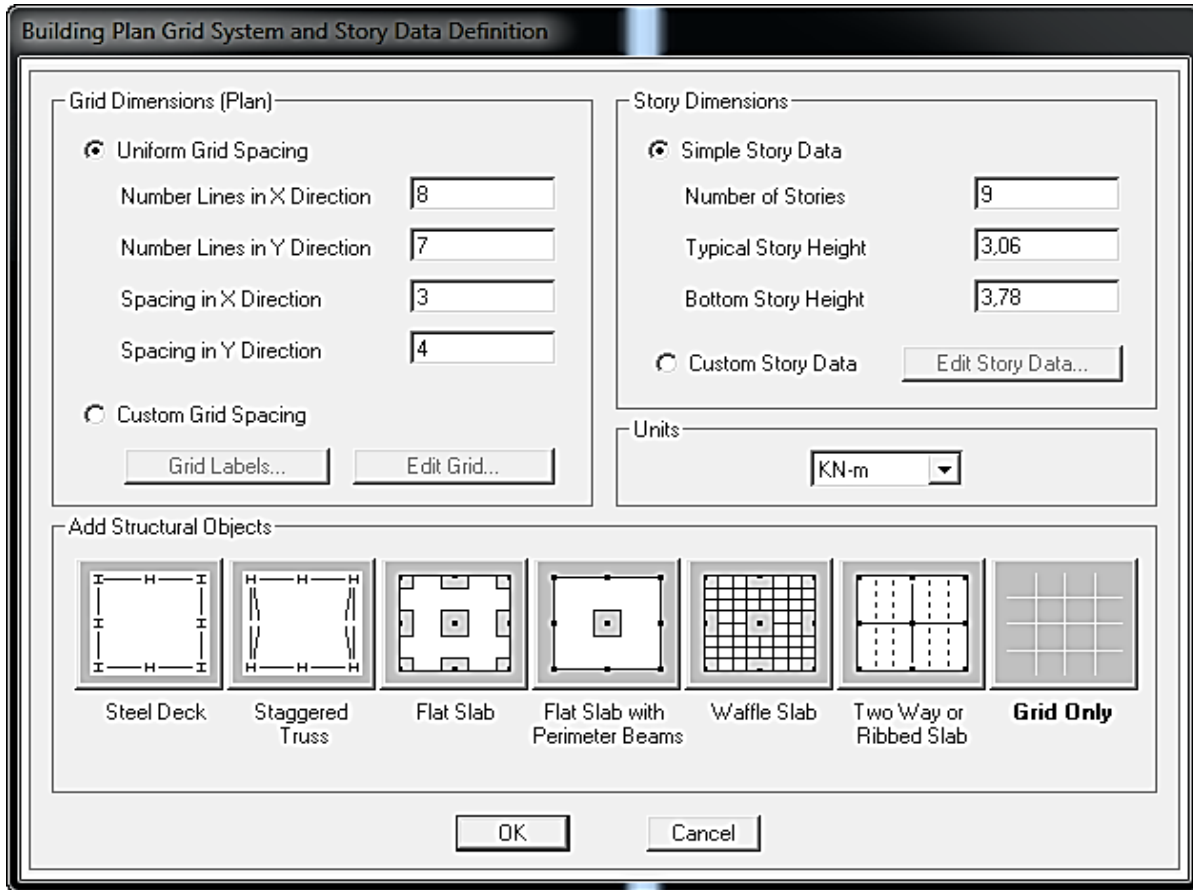 Building Plan Grid System and Story Data Definition
Grid Dimensions (Plan)
Uniform Grid Spacing
Number Lines in X Direction 8
Number Lines in Y Direction 7
Spacing in X Direction 3
Spacing in Y Direction 4
Custom Grid Spacing
Grid Labels...
Edit Grid...
Story Dimensions
Simple Story Data
Number of Stories 9
Typical Story Height 3,06
Bottom Story Height 3,78
Custom Story Data
Edit Story Data...
Units
KN-m
Add Structural Objects
Steel Deck
Staggered
Truss
Flat Slab
Flat Slab with
Perimeter Beams
Waffle Slab
Two Way or
Ribbed Slab
Grid Only
OK
Cancel